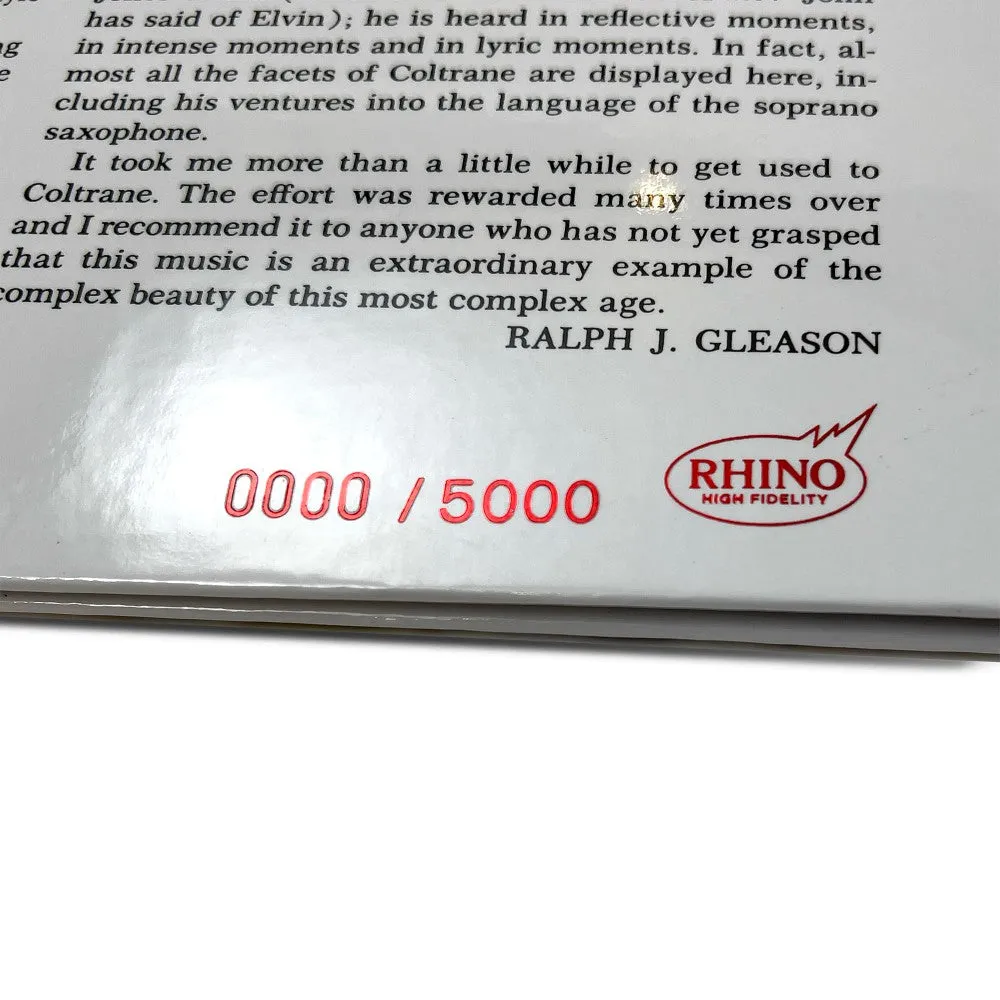 has said of Elvin); he is heard in reflective moments,
in intense moments and in lyric moments. In fact, al-
most all the facets of Coltrane are displayed here, in-
cluding his ventures into the language of the soprano
saxophone.
It took me more than a little while to get used to
Coltrane. The effort was rewarded many times over
and I recommend it to anyone who has not yet grasped
that this music is an extraordinary example of the
complex beauty of this most complex age.
RALPH J. GLEASON
0000 / 5000
RHINO
HIGH FIDELITY